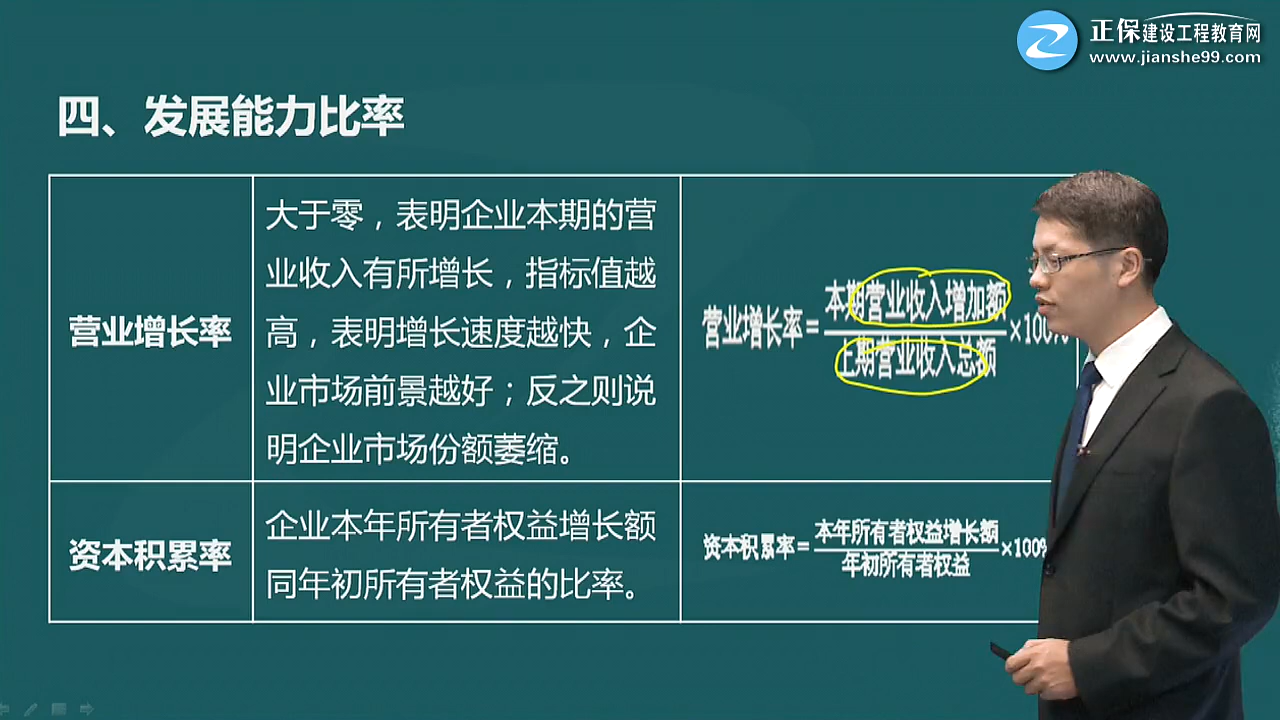 正保建设工程教育网
www.jianshe99.com
四、发展能力比率
营业增长率
大于零，表明企业本期的营
业收入有所增长，指标值越
高，表明增长速度越快，企
业市场前景越好；反之则说
明企业市场份额萎缩。
营业增长率=本期营业收入增加额
上期营业收入总额
×100%
资本积累率
企业本年所有者权益增长额
同年初所有者权益的比率。
资本积累率=本年所有者权益增长额
年初所有者权益
×100%